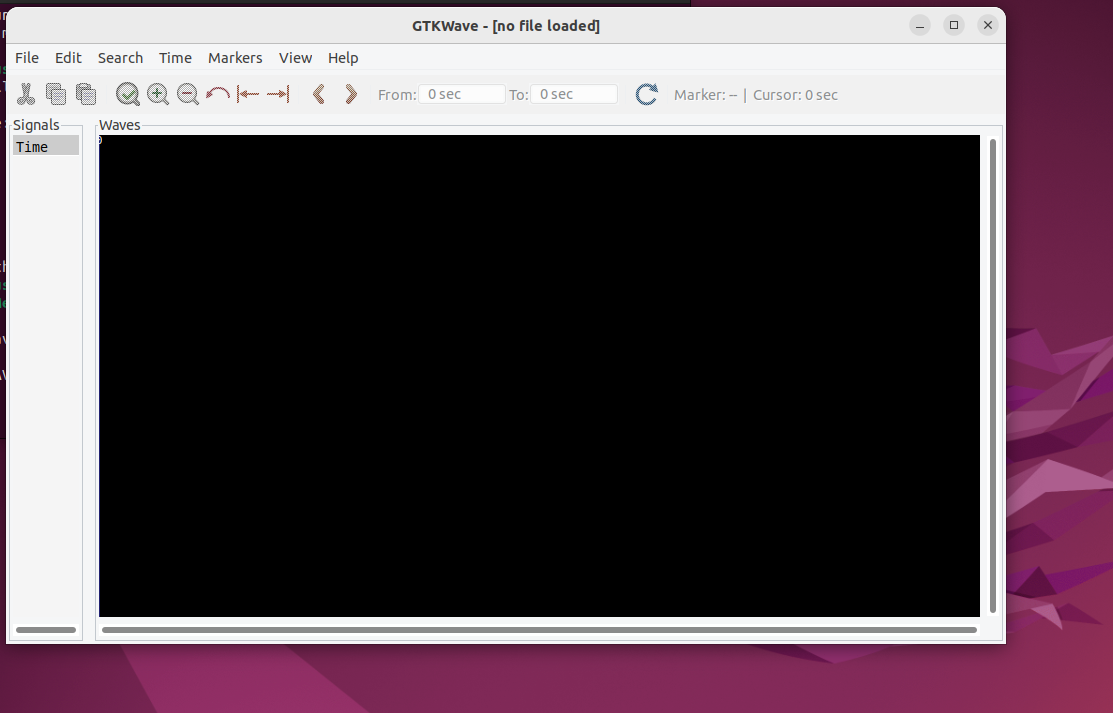 GTKWave - [no file loaded]
File Edit Search Time Markers View Help
From: 0 sec To: 0 sec Marker: -- | Cursor: 0 sec
Signals Waves
Time
0